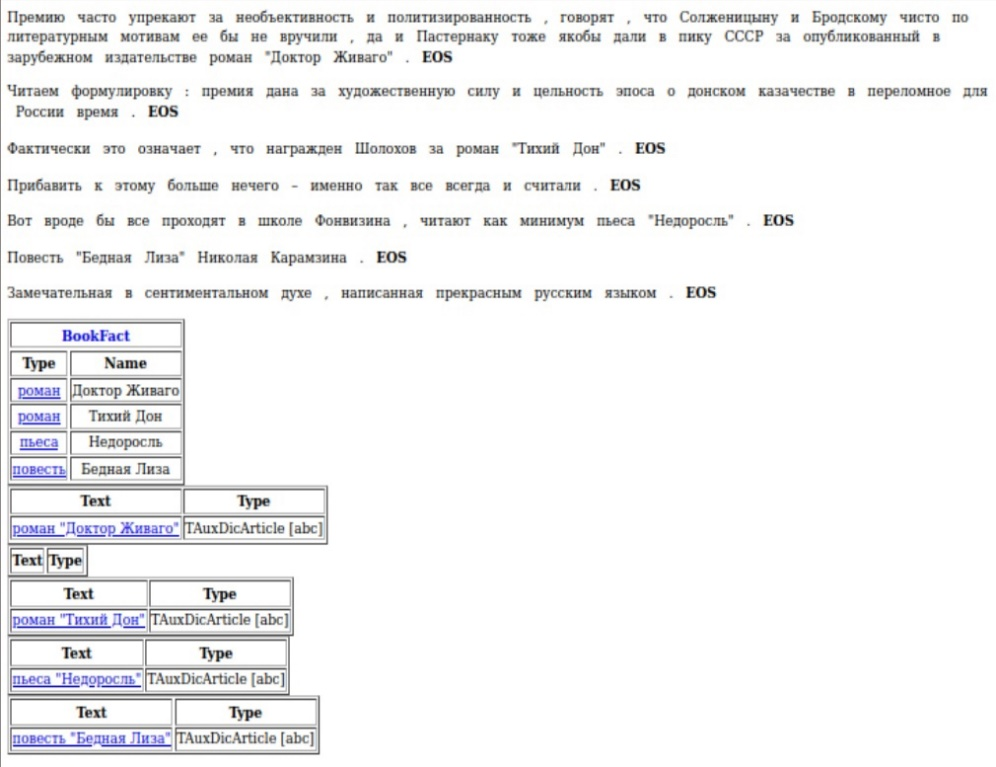 Премию часто упрекают за необъективность и политизированность , говорят , что Солженицыну и Бродскому чисто по
литературным мотивам ее бы не вручили , да и Пастернаку тоже якобы дали в пику СССР за опубликованный в
зарубежном издательстве роман "Доктор Живаго" . EOS
Читаем формулировку : премия дана за художественную силу и цельность эпоса о донском казачестве в переломное для
России время . EOS
Фактически это означает , что награжден Шолохов за роман "Тихий Дон" . EOS
Прибавить к этому больше нечего – именно так все всегда и считали . EOS
Вот вроде бы все проходят в школе Фонвизина , читают как минимум пьеса "Недоросль" . EOS
Повесть "Бедная Лиза" Николая Карамзина . EOS
Замечательная в сентиментальном духе , написанная прекрасным русским языком . EOS
BookFact
Type Name
роман Доктор Живаго
роман Тихий Дон
пьеса Недоросль
повесть Бедная Лиза
Text Type
роман "Доктор Живаго" TAuxDicArticle [abc]
Text Type
Text Type
роман "Тихий Дон" TAuxDicArticle [abc]
Text Type
пьеса "Недоросль" TAuxDicArticle [abc]
Text Type
повесть "Бедная Лиза" TAuxDicArticle [abc]